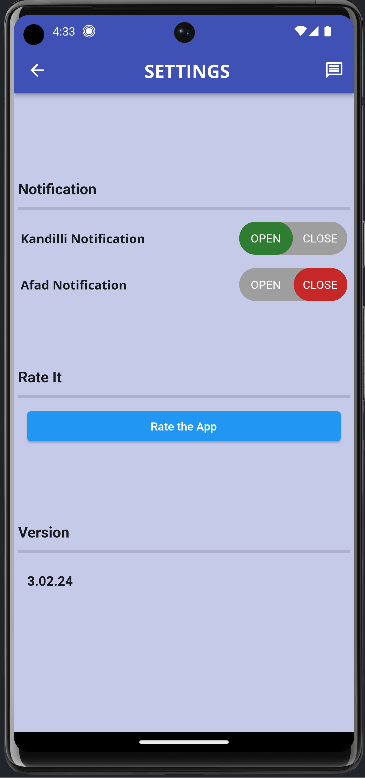 4:33
SETTINGS
Notification
Kandilli Notification OPEN CLOSE
Afad Notification OPEN CLOSE
Rate It
Rate the App
Version
3.02.24